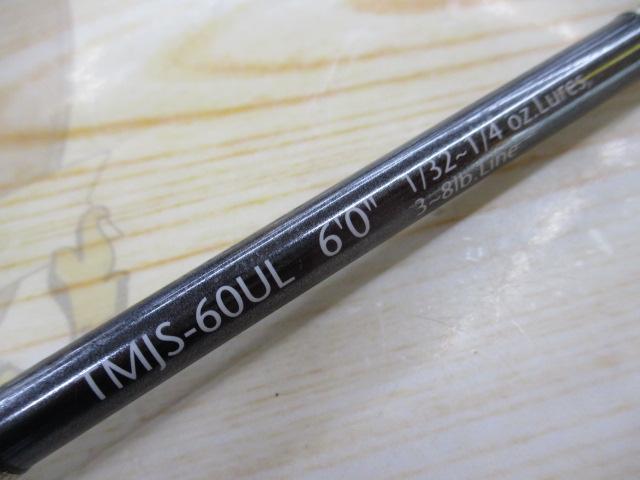 TMJS-60UL 6'0" 1/32~1/4 oz.Lures,
3~8lb.Line